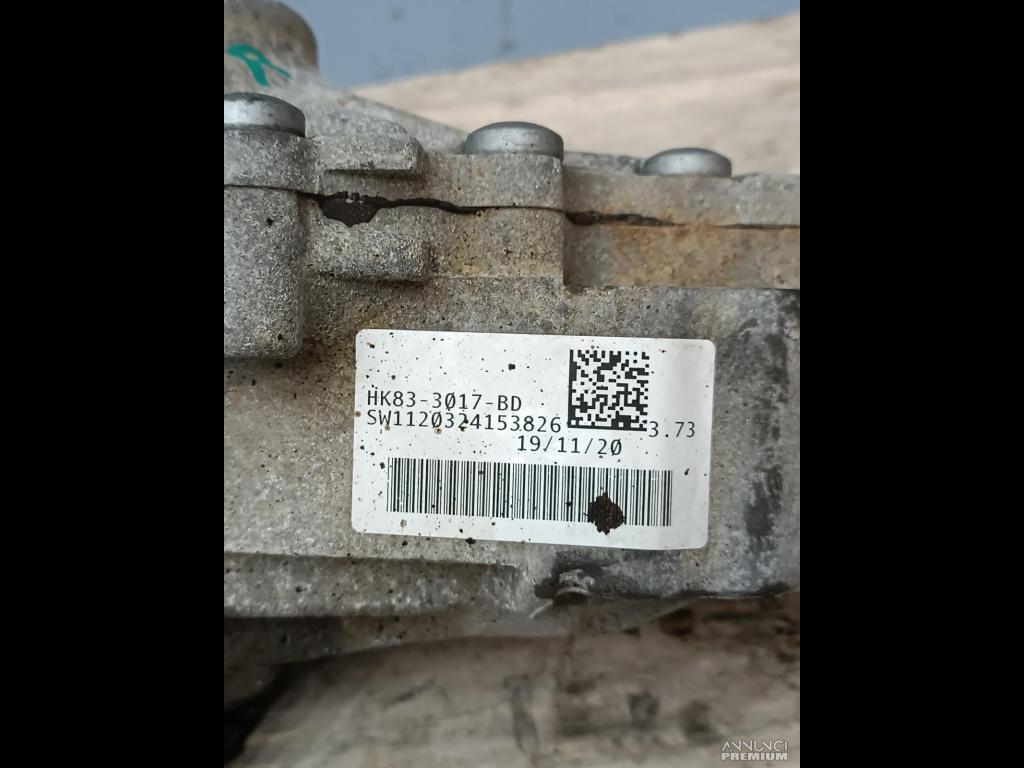 R
HK83-3017-BD
SW1120324153826
3.73
19/11/20
ANNUNCI
PREMIUM